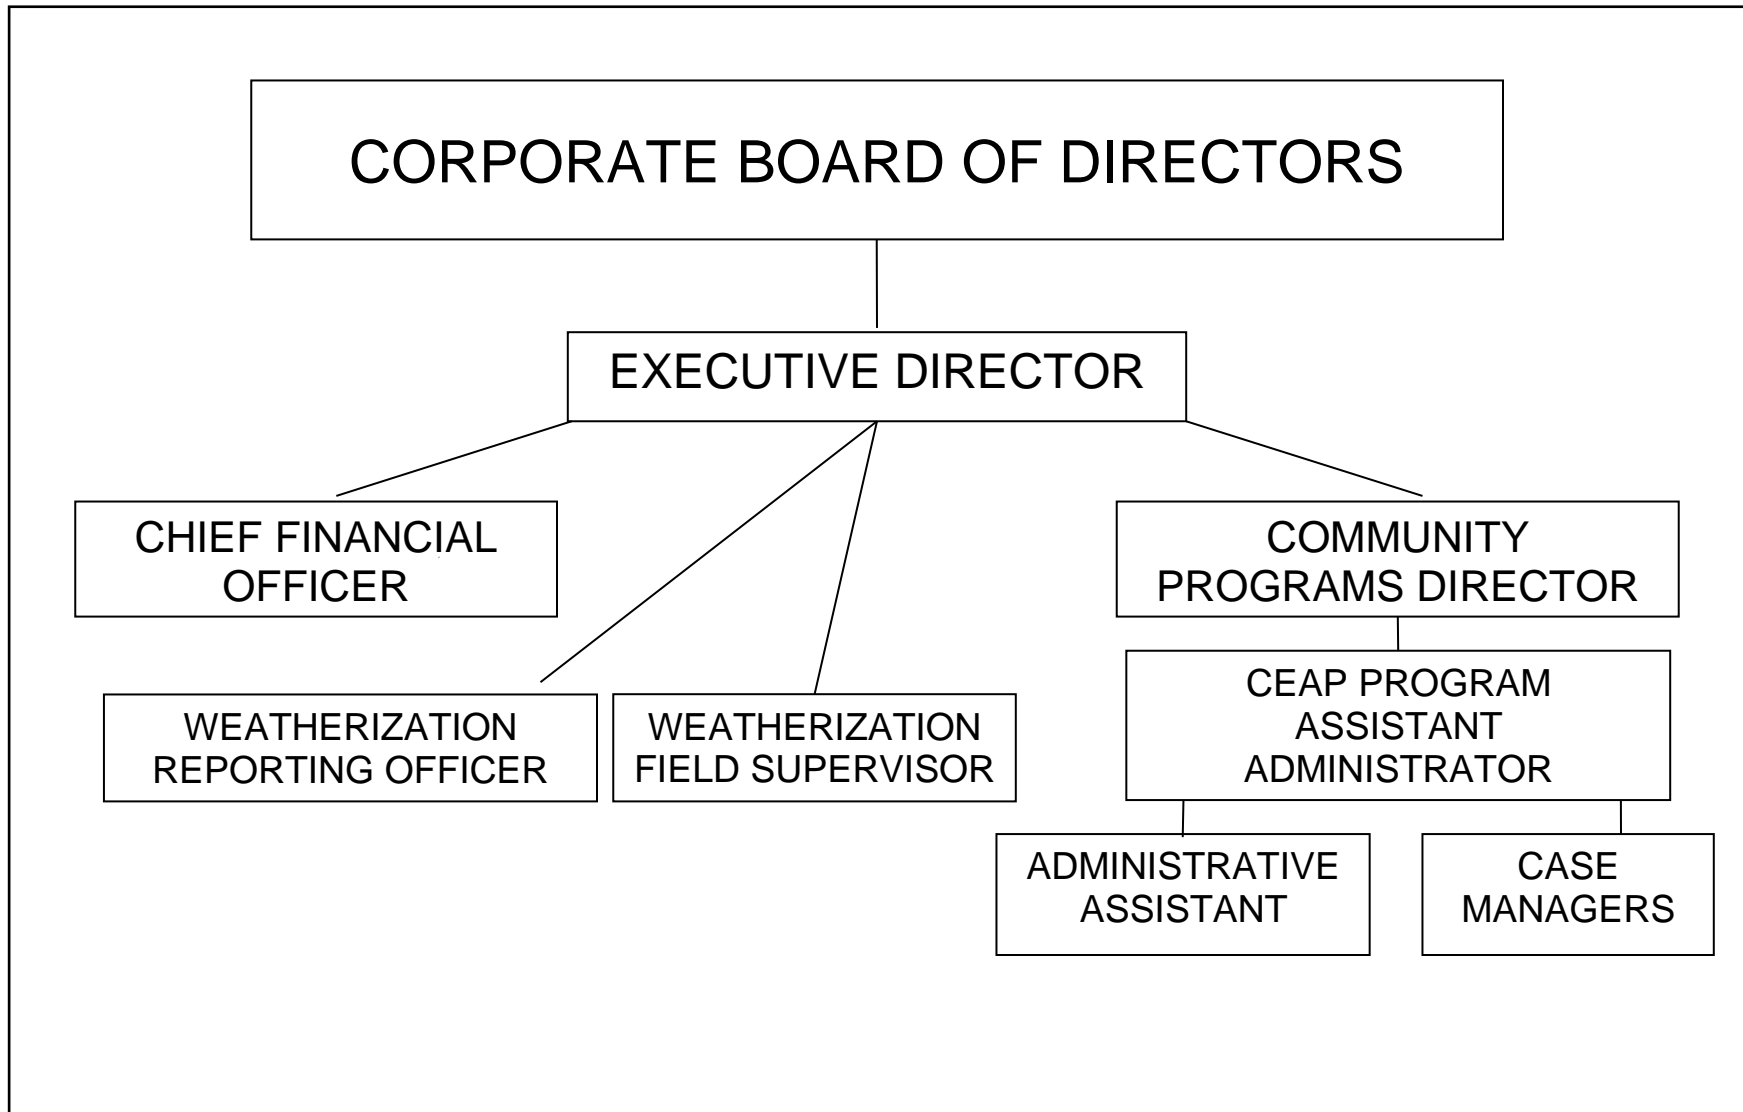 CORPORATE BOARD OF DIRECTORS
EXECUTIVE DIRECTOR
CHIEF FINANCIAL
OFFICER
COMMUNITY
PROGRAMS DIRECTOR
WEATHERIZATION
REPORTING OFFICER
WEATHERIZATION
FIELD SUPERVISOR
CEAP PROGRAM
ASSISTANT
ADMINISTRATOR
ADMINISTRATIVE
ASSISTANT
CASE
MANAGERS